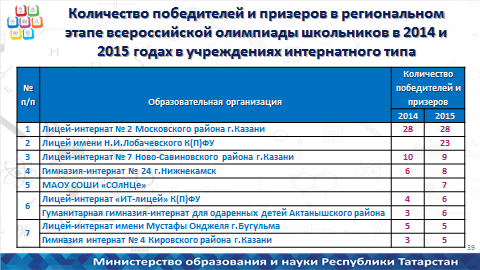 Количество победителей и призеров в региональном
этапе всероссийской олимпиады школьников в 2014 и
2015 годах в учреждениях интернатного типа
№ п/п Образовательная организация Количество победителей и призеров
2014 2015
1 Лицей-интернат № 2 Московского района г.Казани 28 28
2 Лицей имени Н.И.Лобачевского К(П)ФУ 23
3 Лицей-интернат № 7 Ново-Савиновского района г.Казани 10 9
4 Гимназия-интернат № 24 г.Нижнекамск 6 8
5 МАОУ СОШИ «СОлНЦе» 7
6 Лицей-интернат «ИТ-лицей» К(П)ФУ 4 6
Гуманитарная гимназия-интернат для одаренных детей Актанышского района 3 6
7 Лицей-интернат имени Мустафы Онджеля г.Бугульма 5 5
Гимназия интернат № 4 Кировского района г.Казани 3 5
29
Министерство образования и науки Республики Татарстан